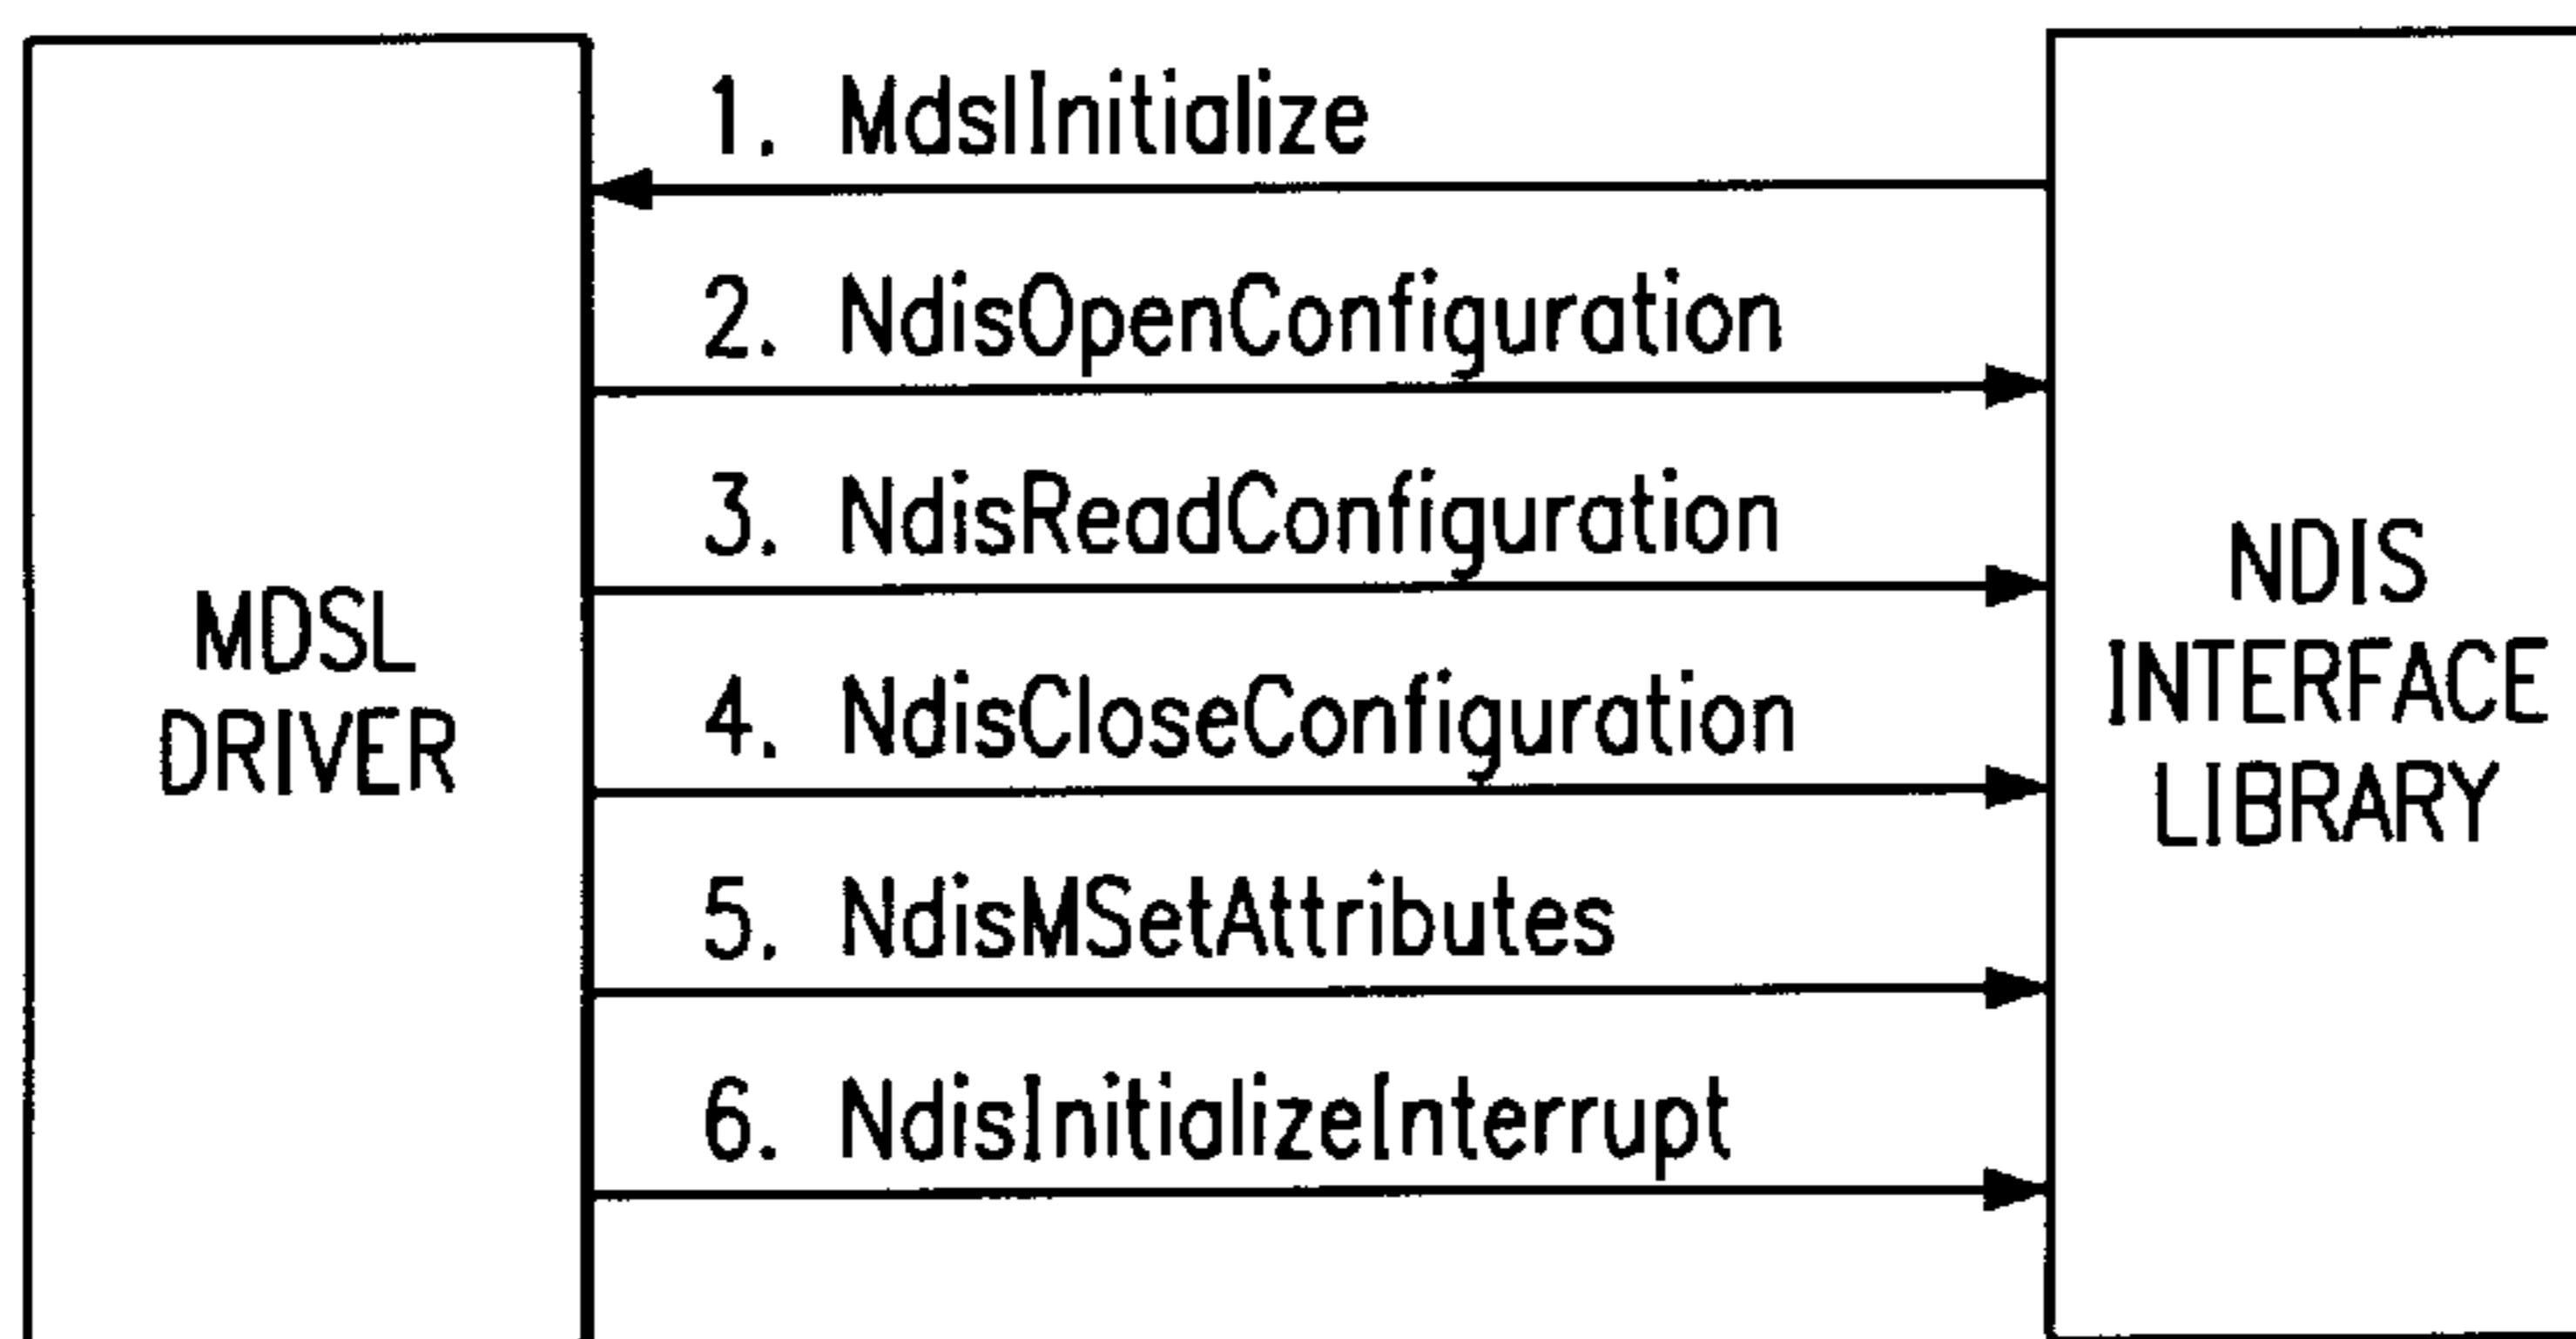 1. MdslInitialize
2. NdisOpenConfiguration
3. NdisReadConfiguration
4. NdisCloseConfiguration
5. NdisMSetAttributes
6. NdisInitializeInterrupt
MDSL
DRIVER
NDIS
INTERFACE
LIBRARY